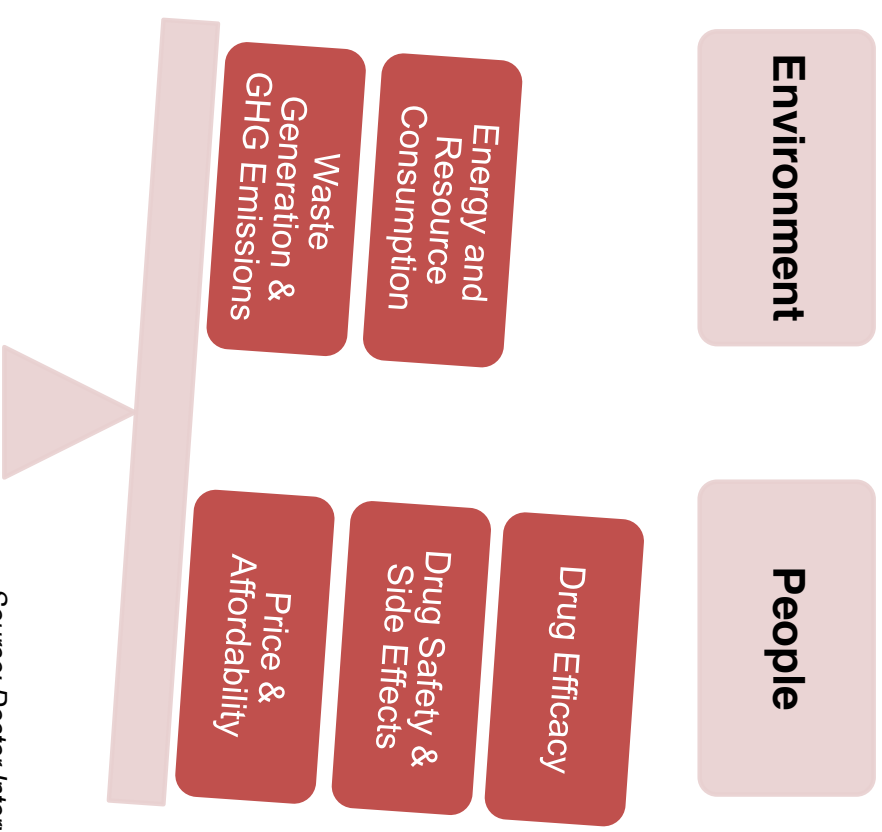 Environment
People
Energy and
Resource
Consumption
Waste
Generation &
GHG Emissions
Drug Efficacy
Drug Safety &
Side Effects
Price &
Affordability